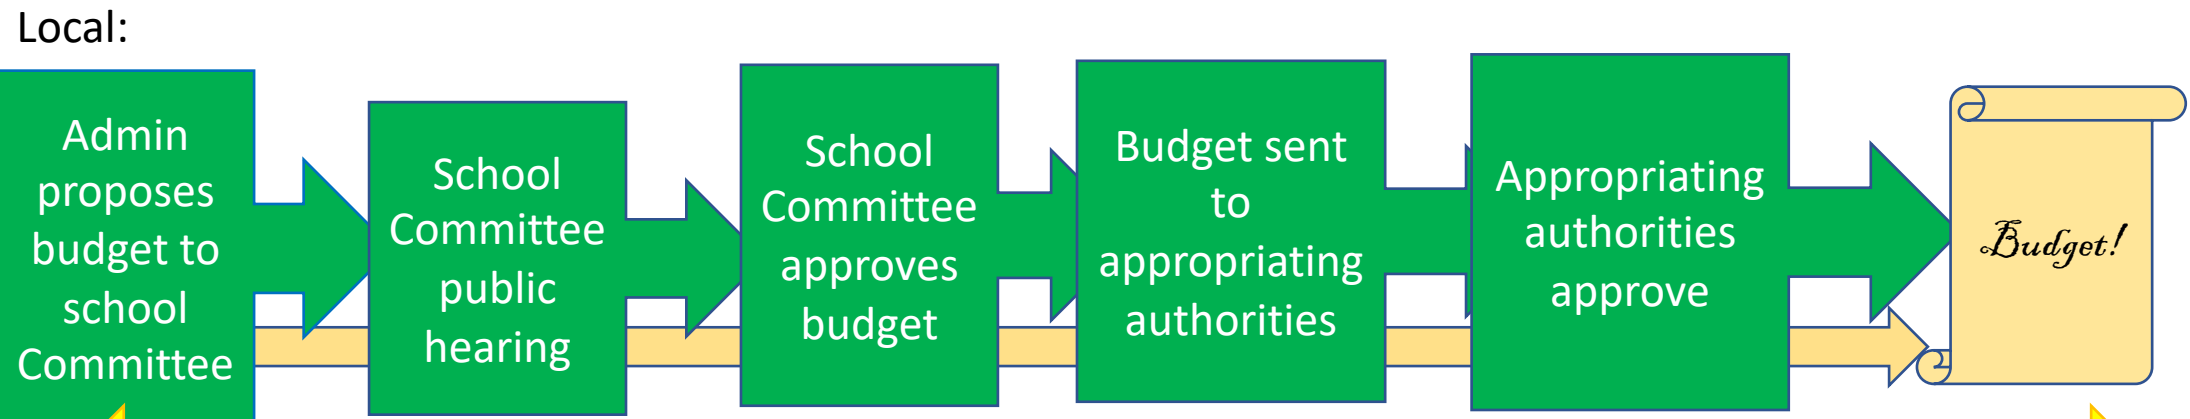 Local:
Admin
proposes
budget to
school
Committee
School
Committee
public
hearing
School
Committee
approves
budget
Budget sent
to
appropriating
authorities
Appropriating
authorities
approve
Budget!